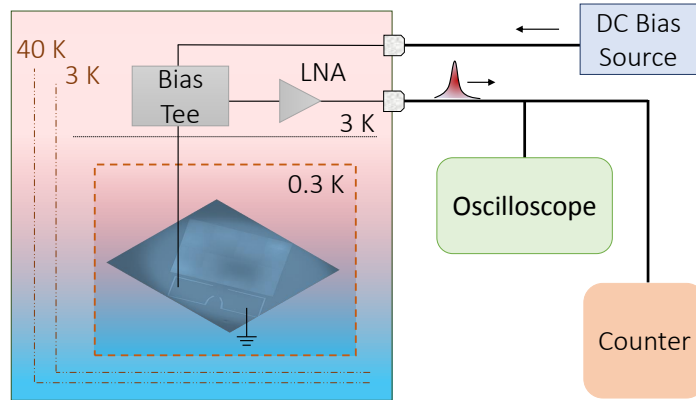 DC Bias
Source
40 K
3 K
Bias
Tee
LNA
3 K
0.3 K
Oscilloscope
Counter